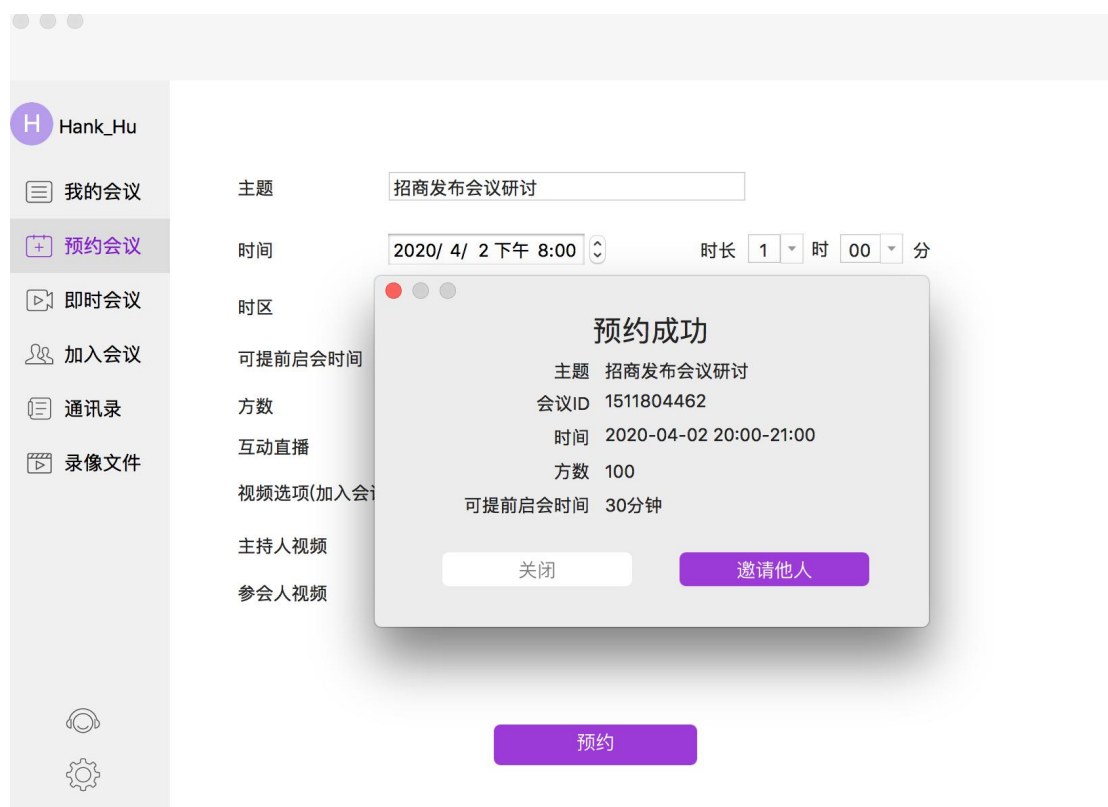 H Hank_Hu
我的会议
预约会议
即时会议
加入会议
通讯录
录像文件
主题 招商发布会议研讨
时间 2020/ 4/ 2 下午 8:00 时长 1 时 00 分
时区
可提前启会时间
方数
互动直播
视频选项(加入会
主持人视频
参会人视频
预约成功
主题 招商发布会议研讨
会议ID 1511804462
时间 2020-04-02 20:00-21:00
方数 100
可提前启会时间 30分钟
关闭 邀请他人
预约